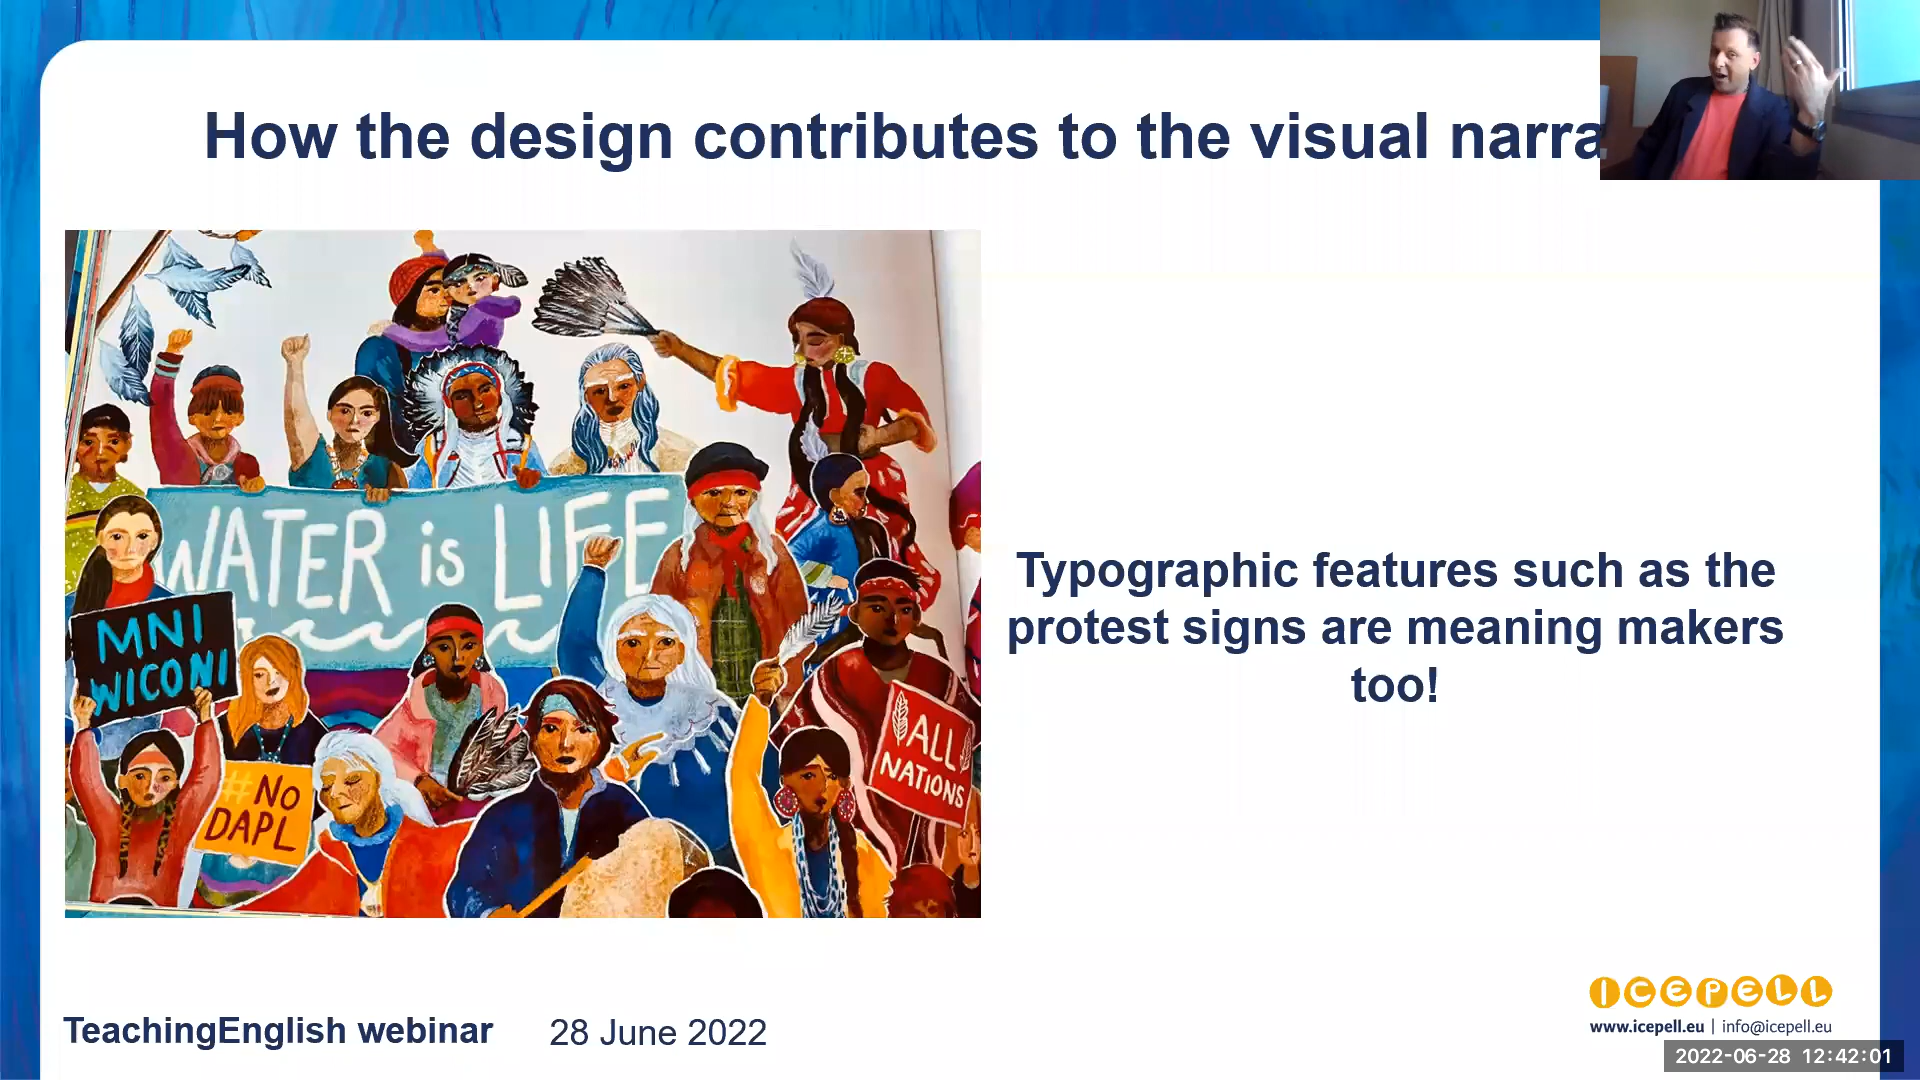 How the design contributes to the visual narra
WATER is LIFE
MNI
WICONI
#NO
DAPL
ALL
NATIONS
Typographic features such as the
protest signs are meaning makers
too!
TeachingEnglish webinar
28 June 2022
ICEPELL
www.icepell.eu | info@icepell.eu
2022-06-28 12:42:01